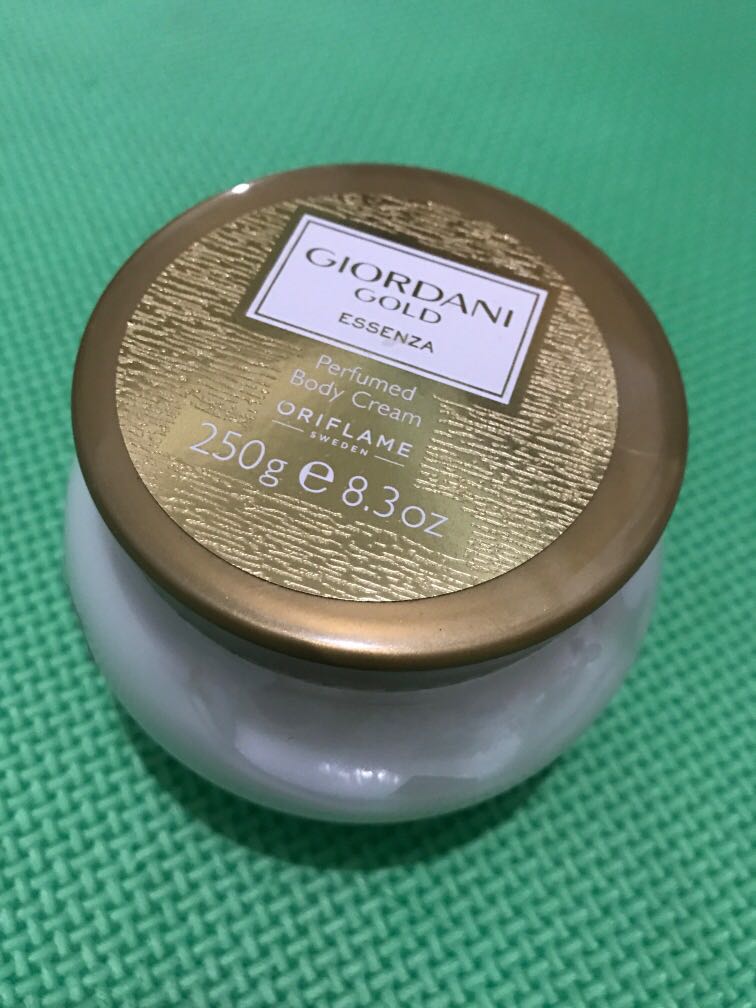 GIORDANI
GOLD
ESSENZA
Perfumed
Body Cream
ORIFLAME
SWEDEN
250g ℮ 8.3oz